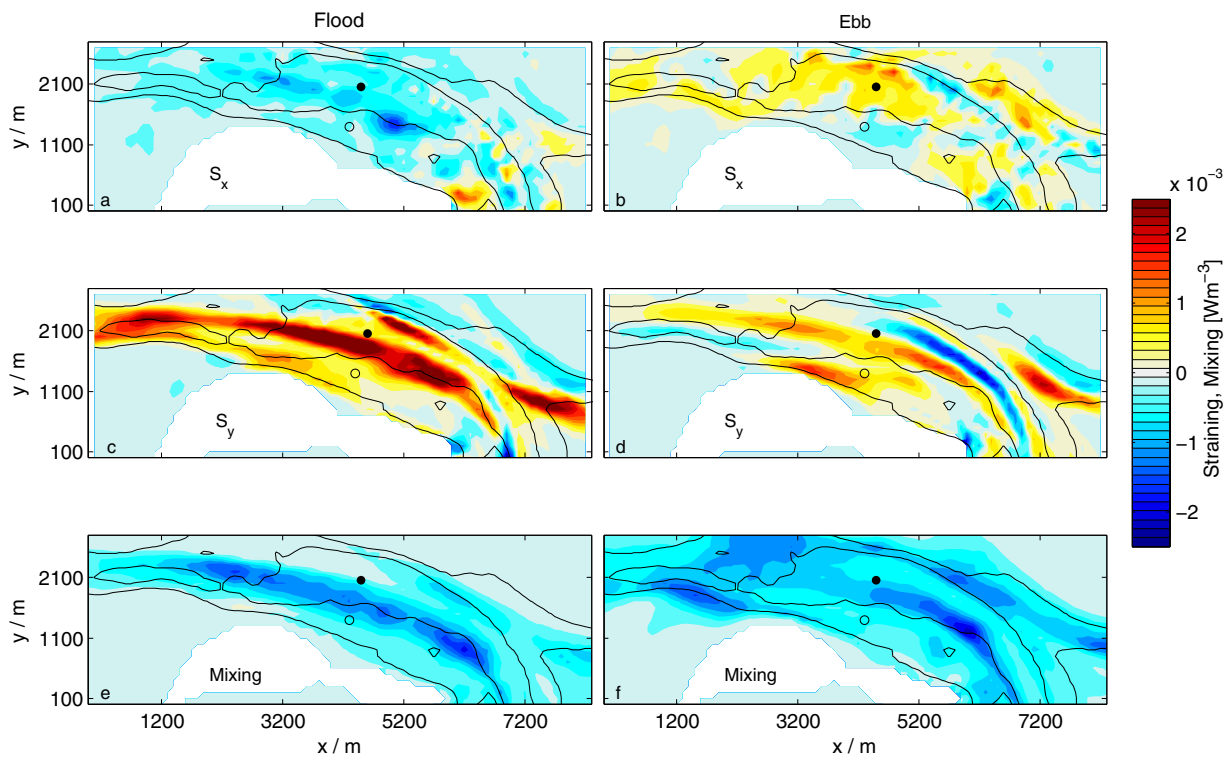 Flood
Ebb
y / m
2100
1100
100
S_x
a
S_x
b
y / m
2100
1100
100
S_y
c
S_y
d
x 10^−3
2
1
0
−1
−2
Straining, Mixing [Wm^−3]
y / m
2100
1100
100
Mixing
e
Mixing
f
1200 3200 5200 7200
1200 3200 5200 7200
x / m
x / m